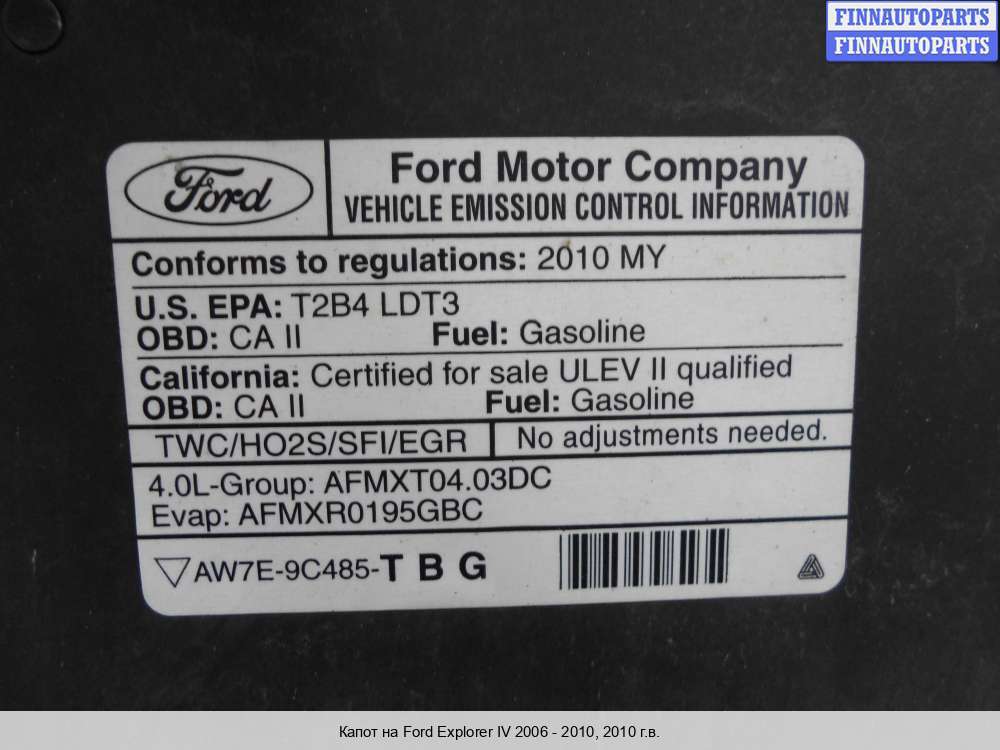 FINNAUTOPARTS
FINNAUTOPARTS
Ford
Ford Motor Company
VEHICLE EMISSION CONTROL INFORMATION
Conforms to regulations: 2010 MY
U.S. EPA: T2B4 LDT3
OBD: CA II Fuel: Gasoline
California: Certified for sale ULEV II qualified
OBD: CA II Fuel: Gasoline
TWC/HO2S/SFI/EGR No adjustments needed.
4.0L-Group: AFMXT04.03DC
Evap: AFMXR0195GBC
AW7E-9C485-T B G
Капот на Ford Explorer IV 2006 - 2010, 2010 г.в.